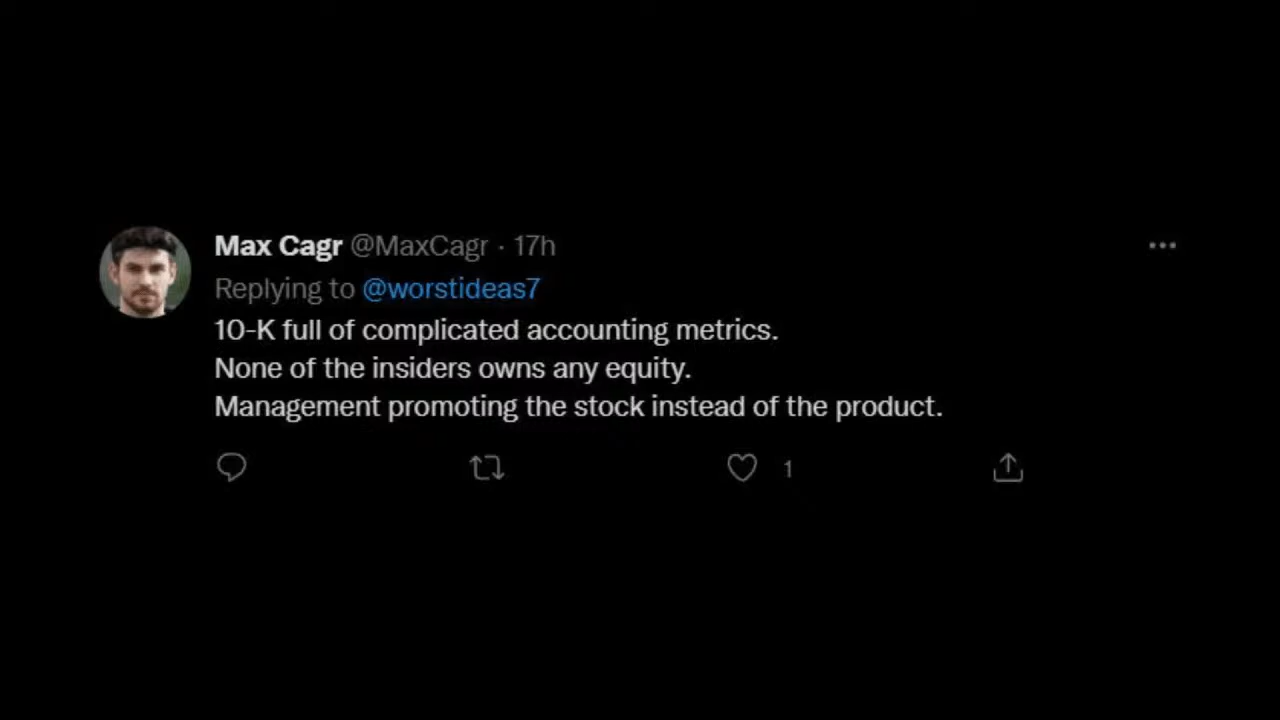 Max Cagr @MaxCagr · 17h
Replying to @worstideas7
10-K full of complicated accounting metrics.
None of the insiders owns any equity.
Management promoting the stock instead of the product.
1